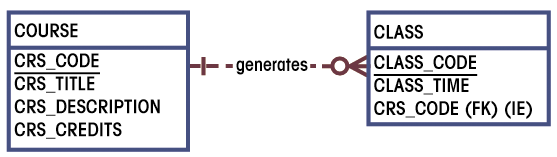 COURSE
CRS_CODE
CRS_TITLE
CRS_DESCRIPTION
CRS_CREDITS
generates
CLASS
CLASS_CODE
CLASS_TIME
CRS_CODE (FK) (IE)